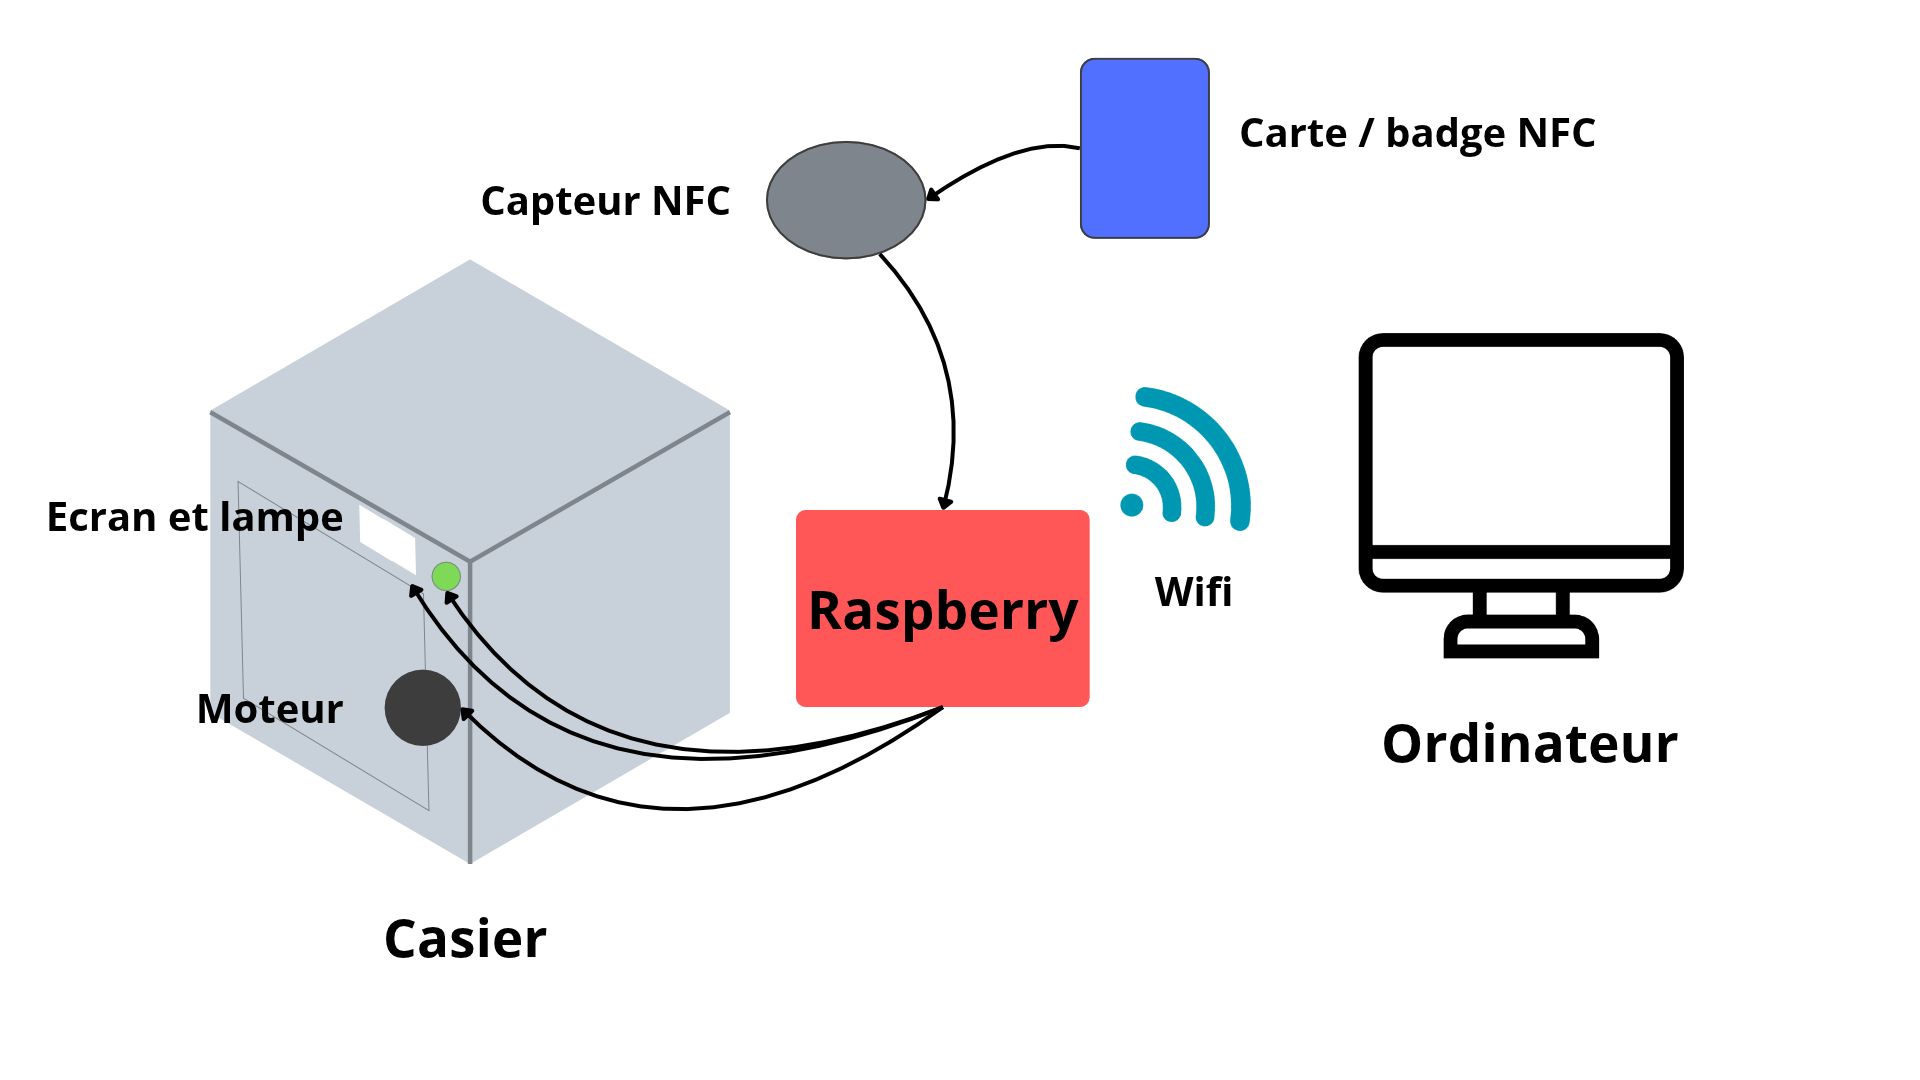 Carte / badge NFC
Capteur NFC
Ecran et lampe
Raspberry
Wifi
Moteur
Ordinateur
Casier